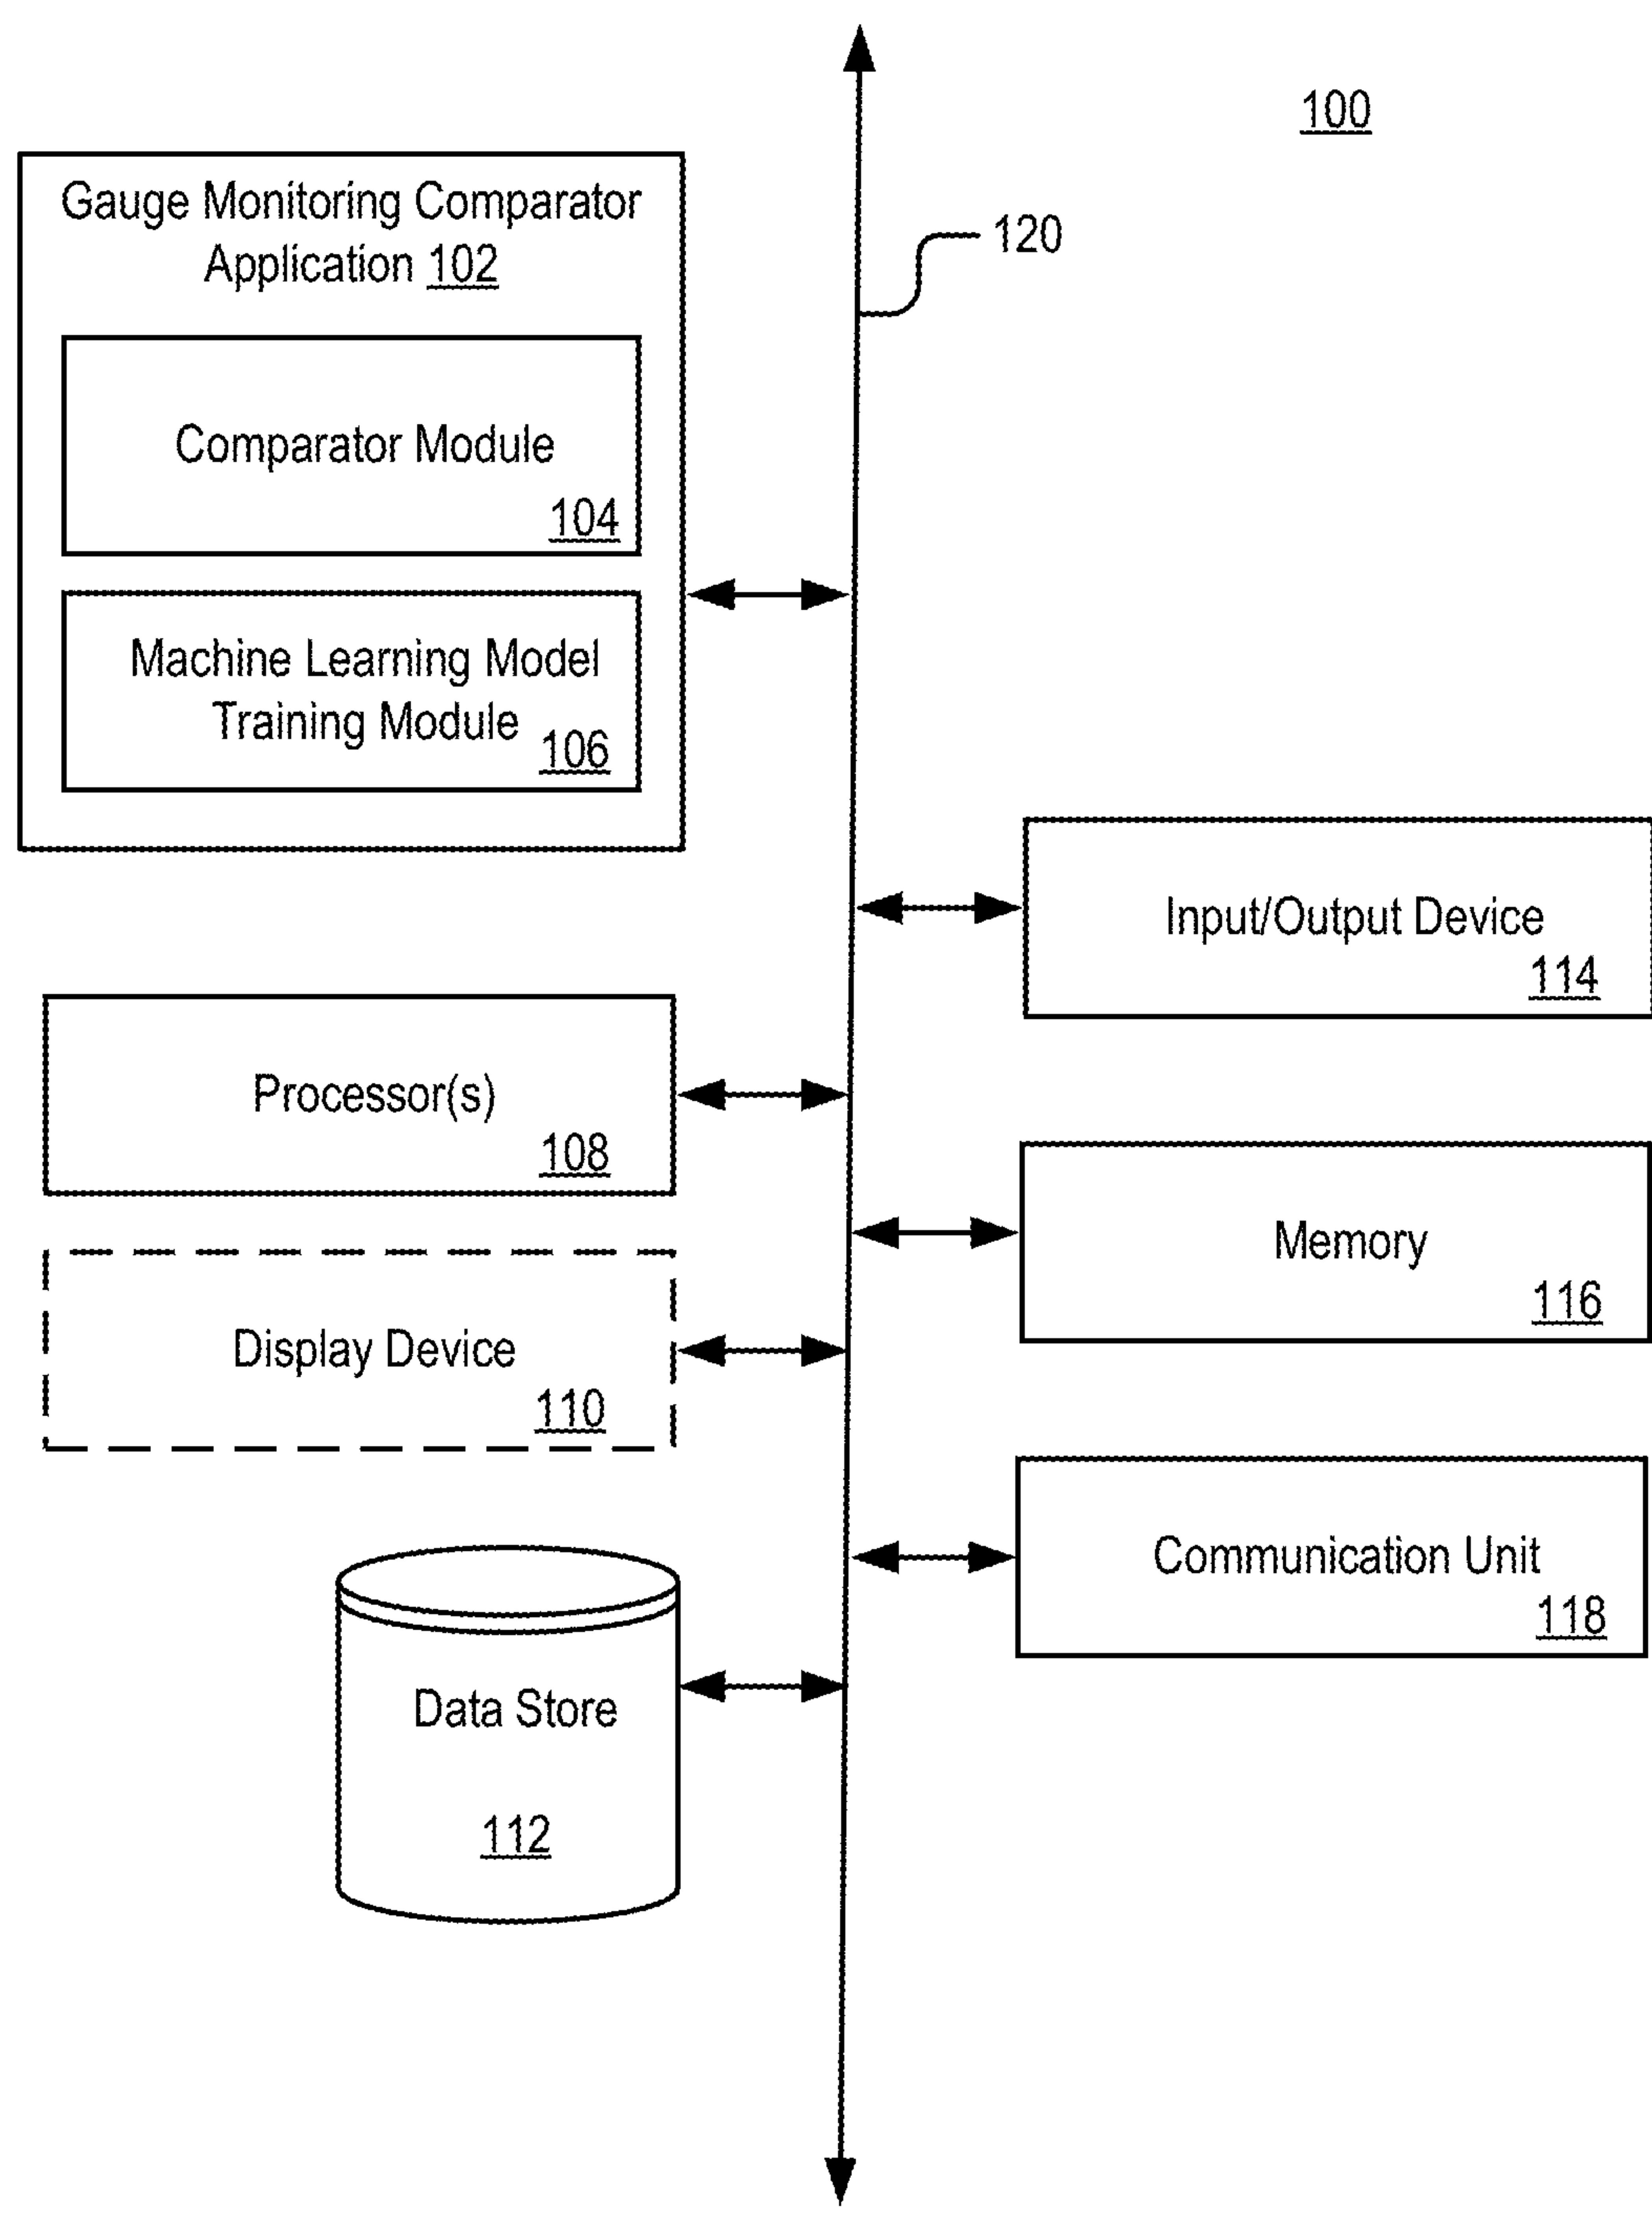 100
Gauge Monitoring Comparator
Application 102
120
Comparator Module
104
Machine Learning Model
Training Module
106
Input/Output Device
114
Processor(s)
108
Memory
116
Display Device
110
Communication Unit
118
Data Store
112